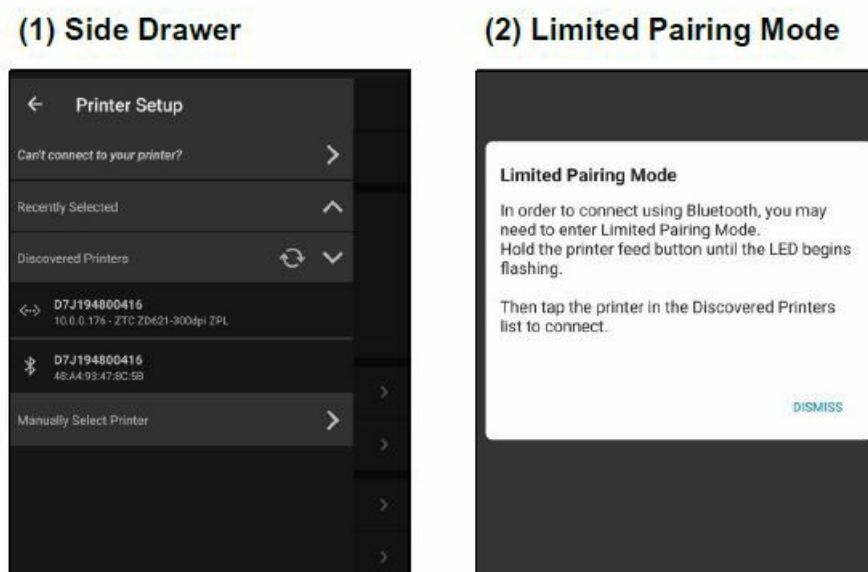 (1) Side Drawer
Printer Setup
Can't connect to your printer?
Recently Selected
Discovered Printers
D7J194800416
10.0.0.176 - ZTC ZD621-300dpi ZPL
D7J194800416
48:A4:93:47:8C:5B
Manually Select Printer
(2) Limited Pairing Mode
Limited Pairing Mode
In order to connect using Bluetooth, you may
need to enter Limited Pairing Mode.
Hold the printer feed button until the LED begins
flashing.
Then tap the printer in the Discovered Printers
list to connect.
DISMISS